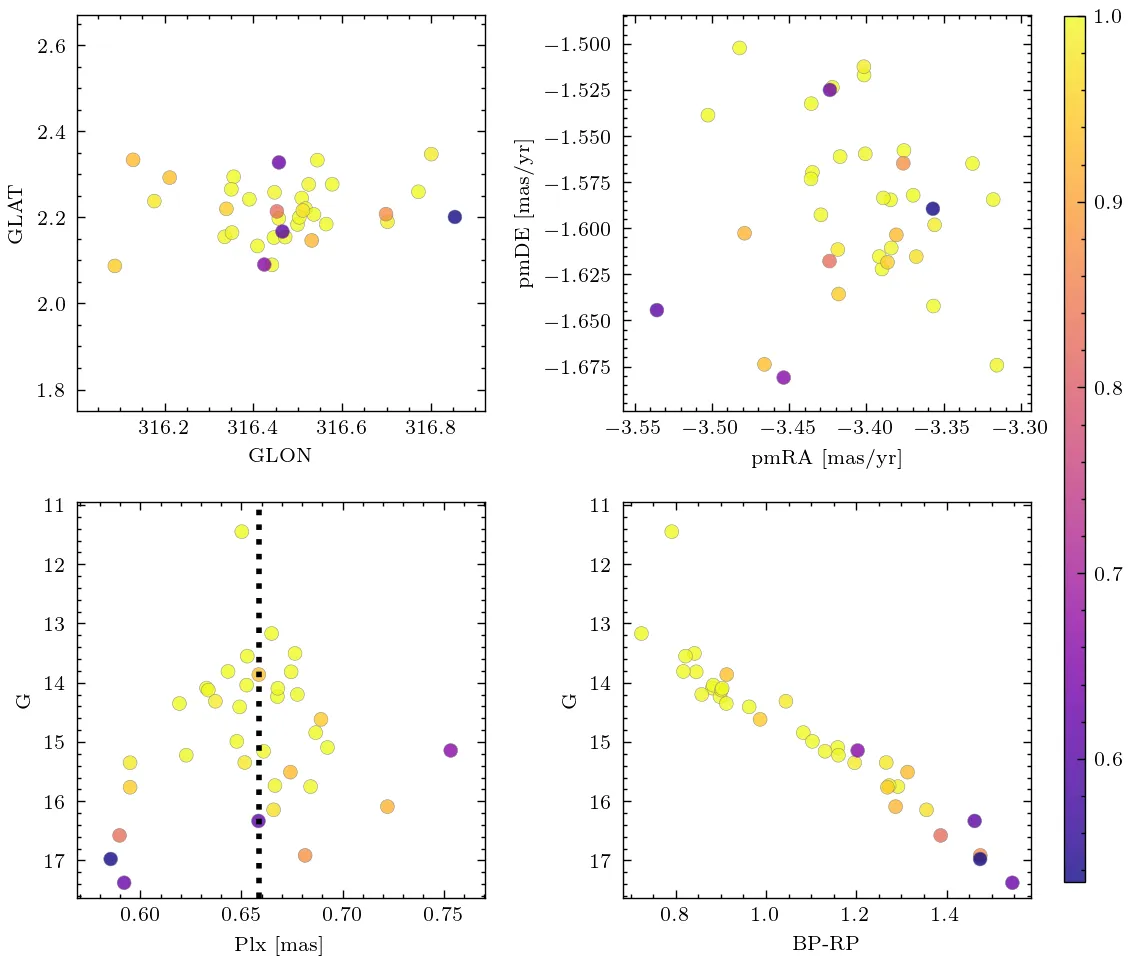 2.6
2.4
2.2
2.0
1.8
GLAT
316.2 316.4 316.6 316.8
GLON
−1.500
−1.525
−1.550
−1.575
−1.600
−1.625
−1.650
−1.675
pmDE [mas/yr]
−3.55 −3.50 −3.45 −3.40 −3.35 −3.30
pmRA [mas/yr]
1.0
0.9
0.8
0.7
0.6
11
12
13
14
15
16
17
G
0.60 0.65 0.70 0.75
Plx [mas]
11
12
13
14
15
16
17
G
0.8 1.0 1.2 1.4
BP-RP